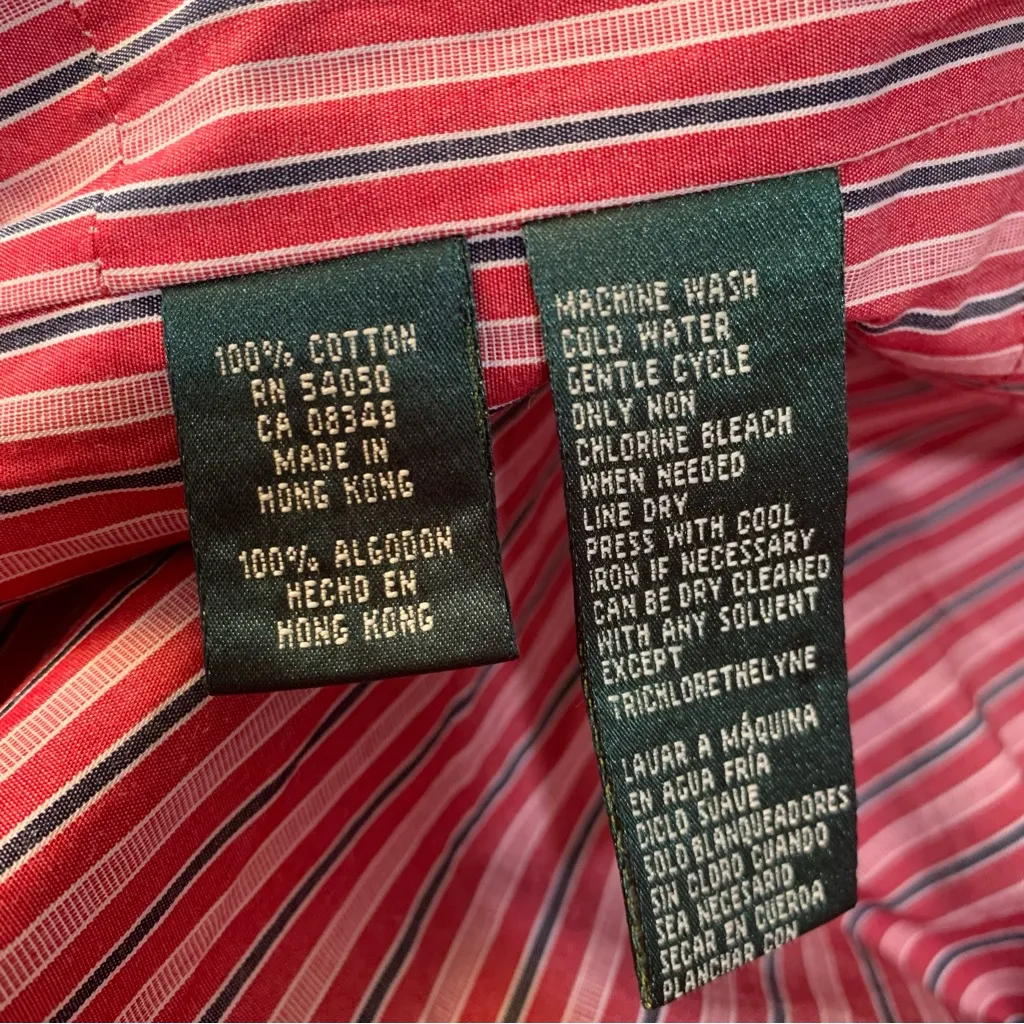 100% COTTON
RN 54050
CA 08349
MADE IN
HONG KONG
100% ALGODON
HECHO EN
HONG KONG
MACHINE WASH
COLD WATER
GENTLE CYCLE
ONLY NON
CHLORINE BLEACH
WHEN NEEDED
LINE DRY
PRESS WITH COOL
IRON IF NECESSARY
CAN BE DRY CLEANED
WITH ANY SOLVENT
EXCEPT
TRICHLORETHELYNE
LAVAR A MÁQUINA
EN AGUA FRÍA
CICLO SUAVE
SOLO BLANQUEADORES
SIN CLORO CUANDO
SEA NECESARIO
SECAR EN CUERDA
PLANCHAR CON